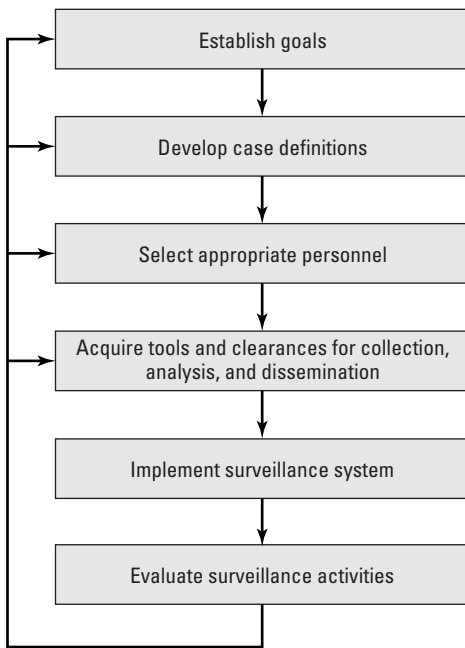 Establish goals
Develop case definitions
Select appropriate personnel
Acquire tools and clearances for collection,
analysis, and dissemination
Implement surveillance system
Evaluate surveillance activities